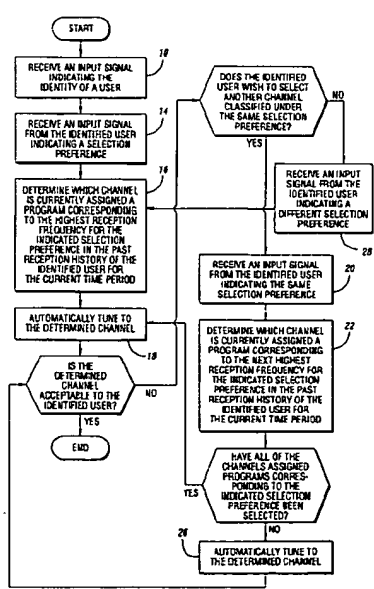 START
10
RECEIVE AN INPUT SIGNAL
INDICATING THE
IDENTITY OF A USER
14
RECEIVE AN INPUT SIGNAL
FROM THE IDENTIFIED USER
INDICATING A SELECTION
PREFERENCE
16
DETERMINE WHICH CHANNEL
IS CURRENTLY ASSIGNED
A PROGRAM CORRESPONDING
TO THE HIGHEST RECEPTION
FREQUENCY FOR THE
INDICATED SELECTION
PREFERENCE IN THE PAST
RECEPTION HISTORY OF THE
IDENTIFIED USER FOR
THE CURRENT TIME PERIOD
AUTOMATICALLY TUNE TO
THE DETERMINED CHANNEL
18
IS THE
DETERMINED
CHANNEL
ACCEPTABLE TO THE
IDENTIFIED USER?
NO
YES
END
DOES THE IDENTIFIED
USER WISH TO SELECT
ANOTHER CHANNEL
CLASSIFIED UNDER
THE SAME SELECTION
PREFERENCE?
NO
YES
RECEIVE AN INPUT
SIGNAL FROM THE
IDENTIFIED USER
INDICATING A
DIFFERENT SELECTION
PREFERENCE
28
20
RECEIVE AN INPUT SIGNAL
FROM THE IDENTIFIED USER
INDICATING THE SAME
SELECTION PREFERENCE
22
DETERMINE WHICH CHANNEL
IS CURRENTLY ASSIGNED
A PROGRAM CORRESPONDING
TO THE NEXT HIGHEST
RECEPTION FREQUENCY FOR
THE INDICATED SELECTION
PREFERENCE IN THE PAST
RECEPTION HISTORY OF THE
IDENTIFIED USER FOR THE
CURRENT TIME PERIOD
HAVE ALL OF THE
CHANNELS ASSIGNED
PROGRAMS CORRES-
PONDING TO THE
INDICATED SELECTION
PREFERENCE BEEN
SELECTED?
YES
NO
26
AUTOMATICALLY TUNE TO
THE DETERMINED CHANNEL